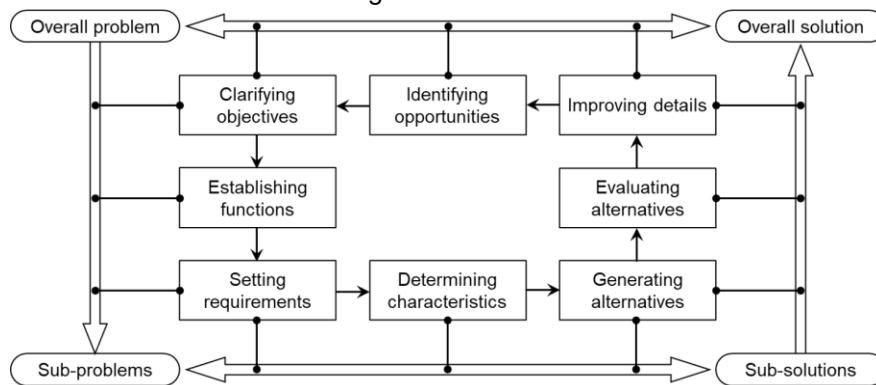 Overall problem
Overall solution
Clarifying
objectives
Identifying
opportunities
Improving details
Establishing
functions
Evaluating
alternatives
Setting
requirements
Determining
characteristics
Generating
alternatives
Sub-problems
Sub-solutions